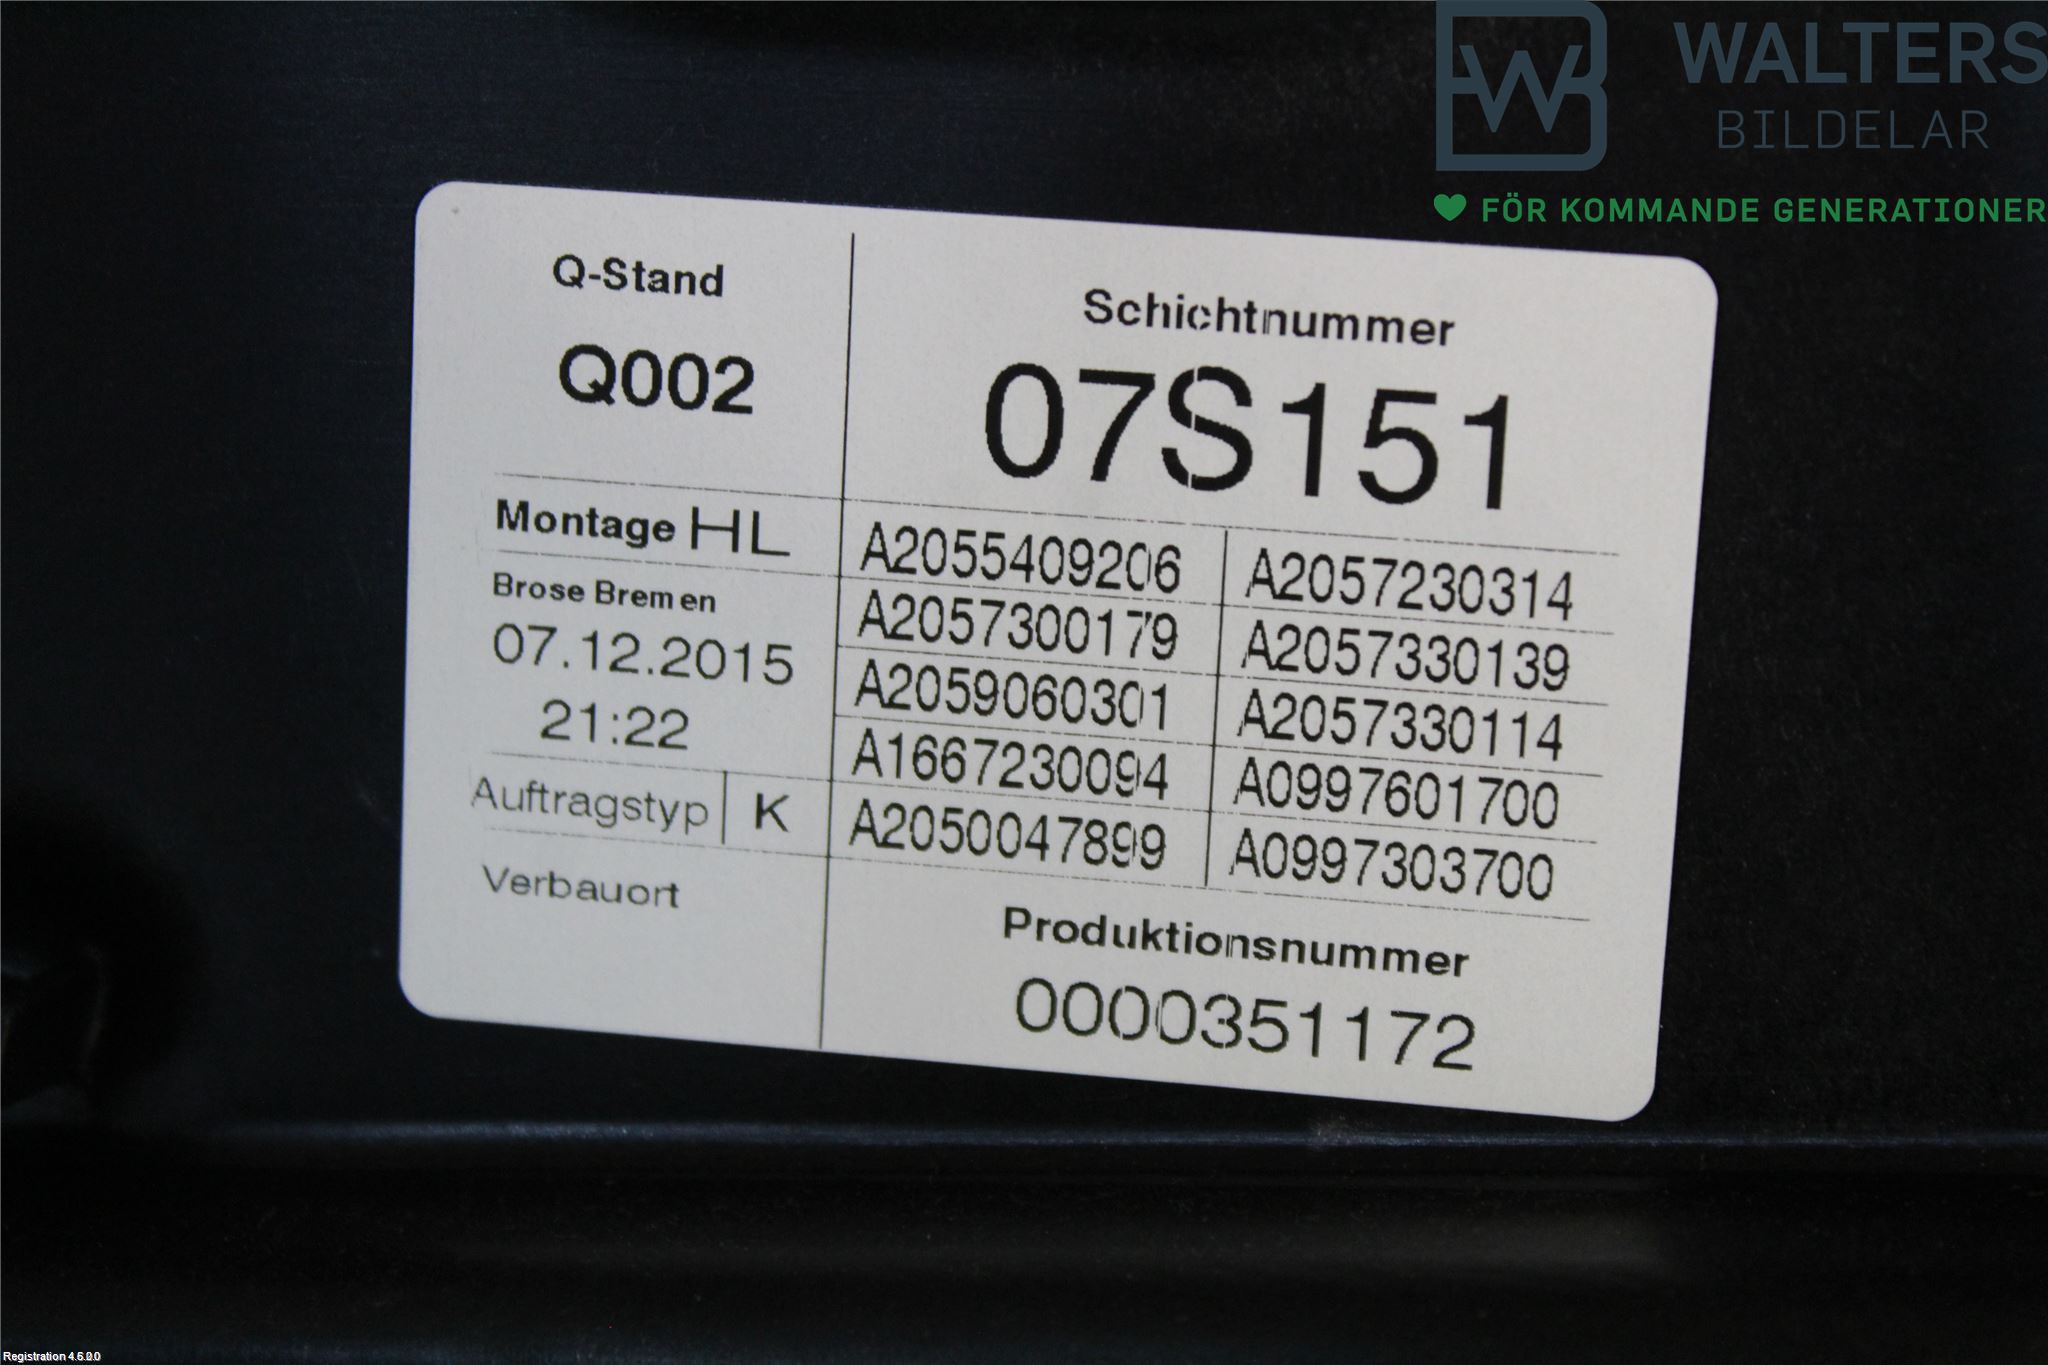 WALTERS
BILDELAR
FÖR KOMMANDE GENERATIONER
Q-Stand
Q002
Schichtnummer
07S151
Montage HL
Brose Bremen
07.12.2015
21:22
Auftragstyp K
Verbauort
A2055409206 A2057230314
A2057300179 A2057330139
A2059060301 A2057330114
A1667230094 A0997601700
A2050047899 A0997303700
Produktionsnummer
0000351172
Registration